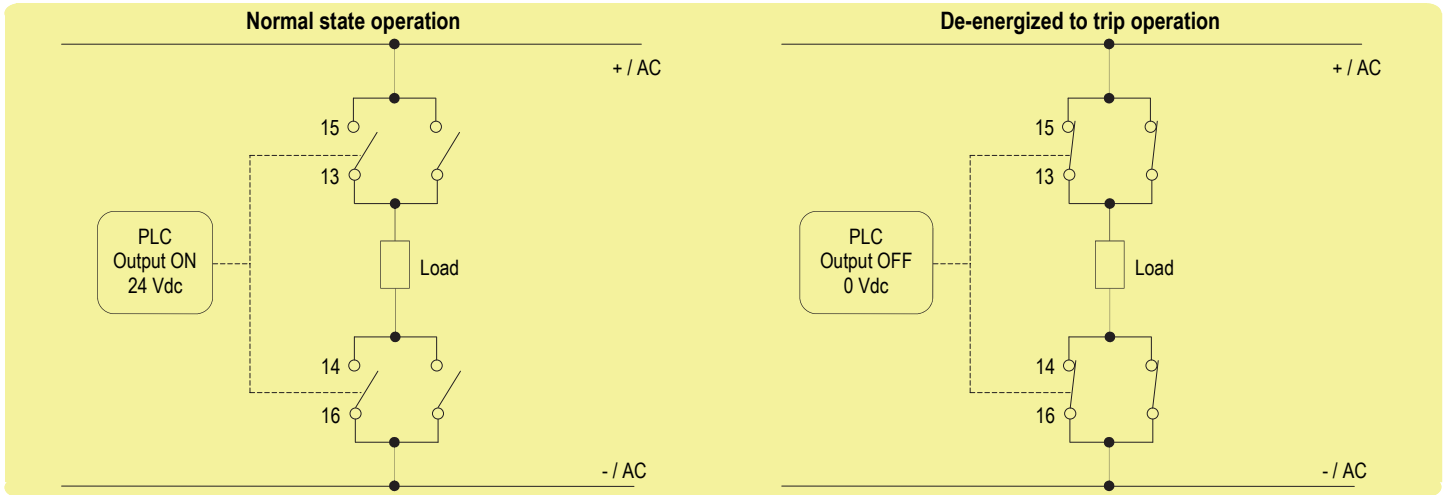 Normal state operation
+ / AC
15
13
PLC
Output ON
24 Vdc
Load
14
16
- / AC
De-energized to trip operation
+ / AC
15
13
PLC
Output OFF
0 Vdc
Load
14
16
- / AC